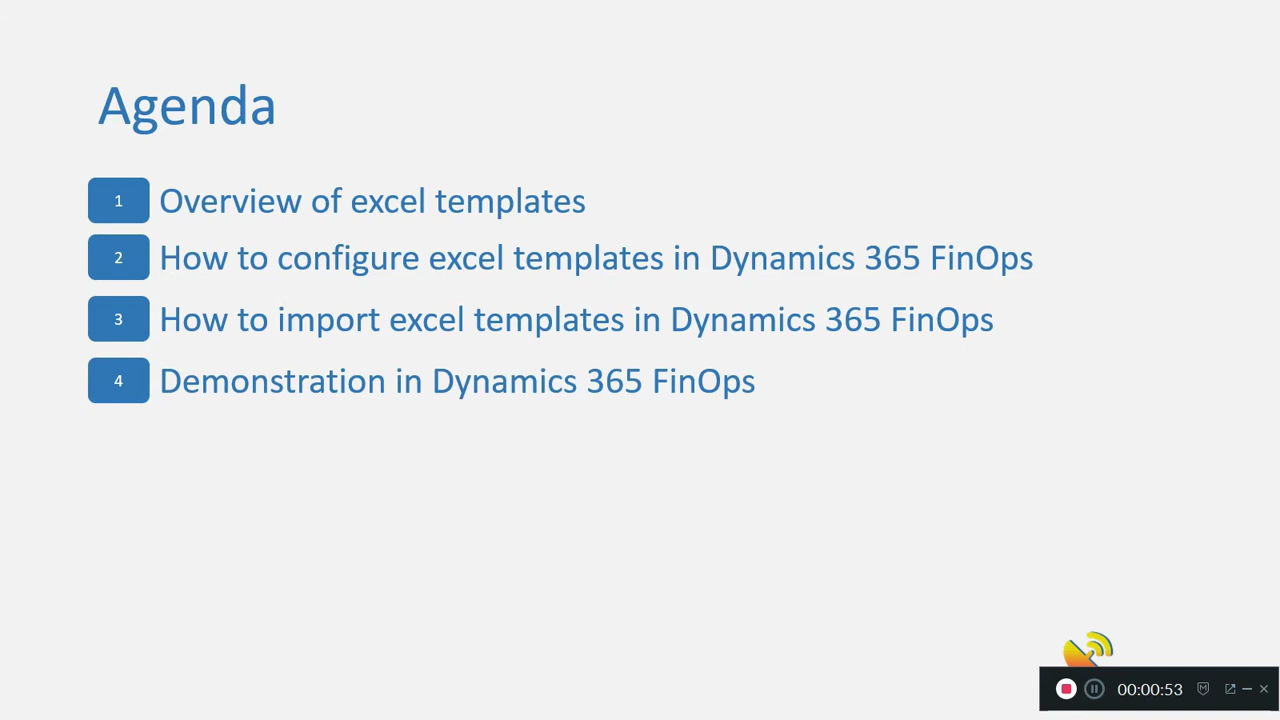 Agenda
1 Overview of excel templates
2 How to configure excel templates in Dynamics 365 FinOps
3 How to import excel templates in Dynamics 365 FinOps
4 Demonstration in Dynamics 365 FinOps
00:00:53